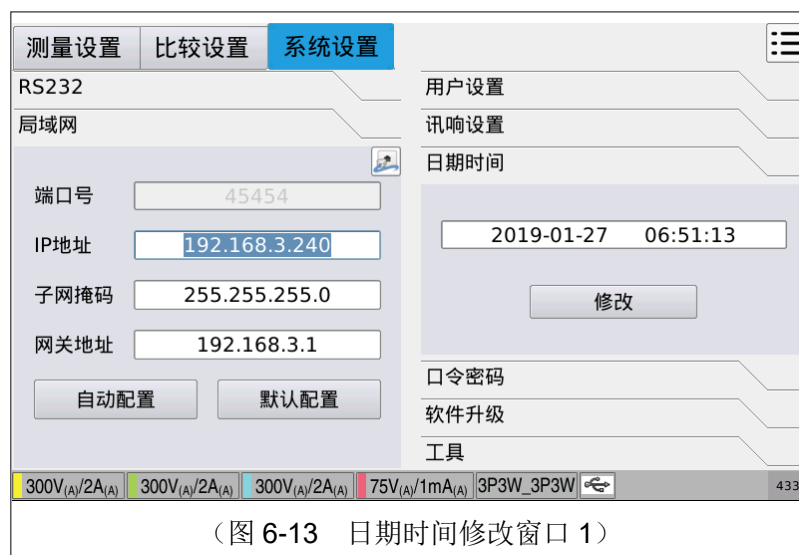 测量设置 比较设置 系统设置
RS232
局域网
端口号 45454
IP地址 192.168.3.240
子网掩码 255.255.255.0
网关地址 192.168.3.1
自动配置 默认配置
用户设置
讯响设置
日期时间
2019-01-27 06:51:13
修改
口令密码
软件升级
工具
300V(A)/2A(A) 300V(A)/2A(A) 300V(A)/2A(A) 75V(A)/1mA(A) 3P3W_3P3W 433
（图 6-13 日期时间修改窗口 1）